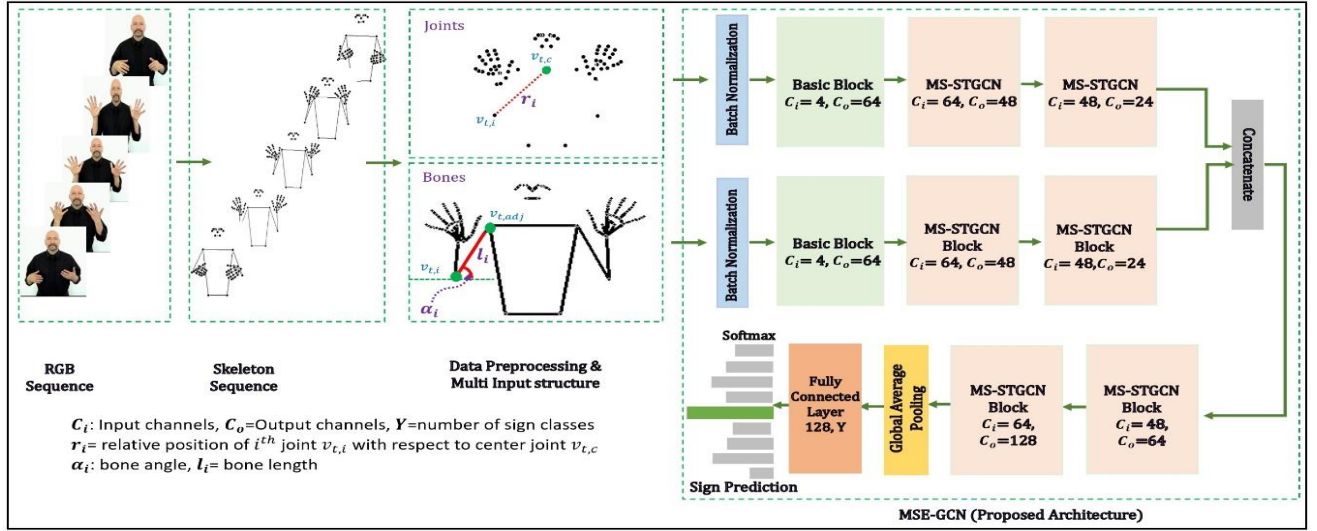 Joints
v_{t,c}
r_i
v_{t,i}
Bones
v_{t,adj}
l_i
v_{t,i}
α_i
RGB
Sequence
Skeleton
Sequence
Data Preprocessing &
Multi Input structure
Batch Normalization
Basic Block
C_i= 4, C_o=64
MS-STGCN
C_i= 64, C_o=48
MS-STGCN
C_i= 48, C_o=24
Batch Normalization
Basic Block
C_i= 4, C_o=64
MS-STGCN
Block
C_i= 64, C_o=48
MS-STGCN
Block
C_i= 48,C_o=24
Concatenate
MS-STGCN
Block
C_i= 48,
C_o=64
MS-STGCN
Block
C_i= 64,
C_o=128
Global Average
Pooling
Fully
Connected
Layer
128, Y
Softmax
Sign Prediction
MSE-GCN (Proposed Architecture)
C_i: Input channels, C_o=Output channels, Y=number of sign classes
r_i= relative position of i^{th} joint v_{t,i} with respect to center joint v_{t,c}
α_i: bone angle, l_i= bone length